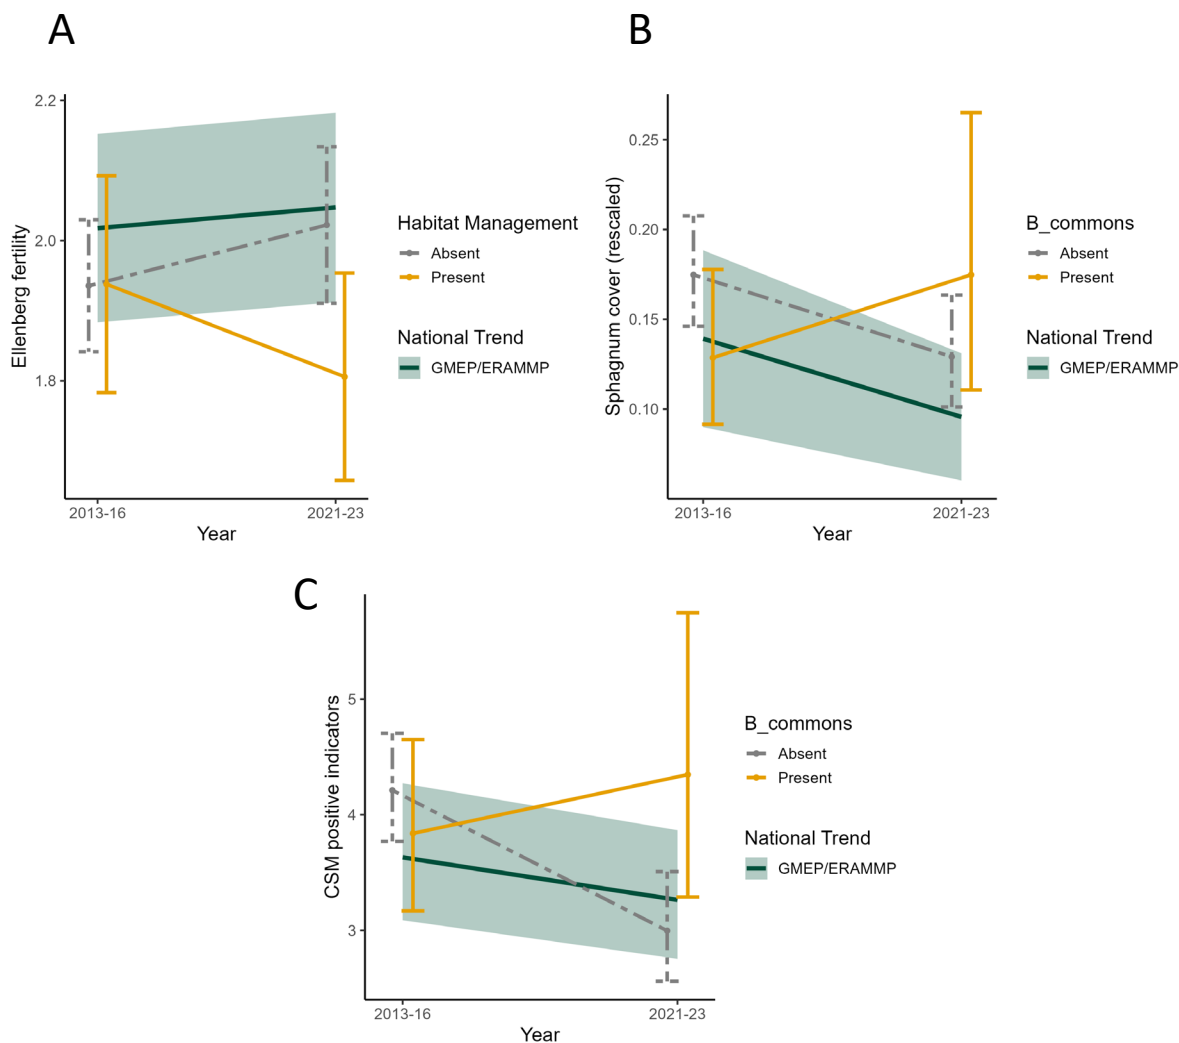 A
2.2
2.0
1.8
Ellenberg fertility
2013-16
2021-23
Year
Habitat Management
Absent
Present
National Trend
GMEP/ERAMMP
B
0.25
0.20
0.15
0.10
Sphagnum cover (rescaled)
2013-16
2021-23
Year
B_commons
Absent
Present
National Trend
GMEP/ERAMMP
C
5
4
3
CSM positive indicators
2013-16
2021-23
Year
B_commons
Absent
Present
National Trend
GMEP/ERAMMP